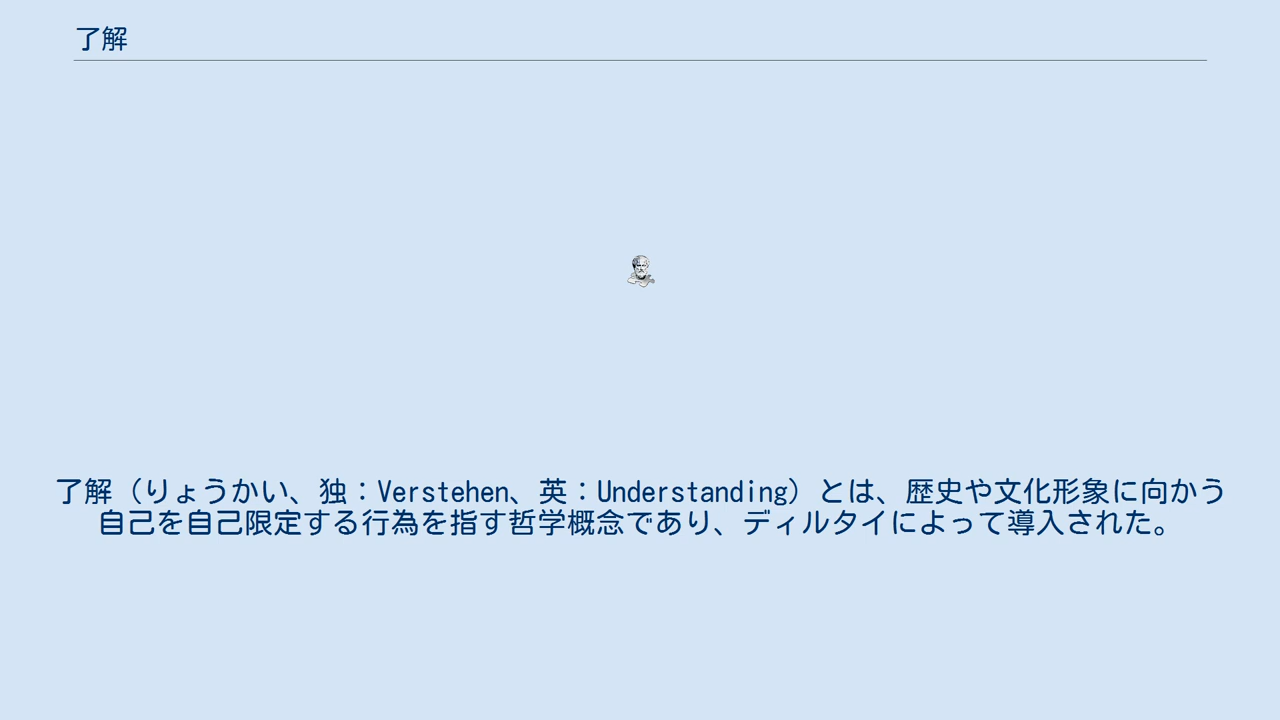 了解
了解（りょうかい、独：Verstehen、英：Understanding）とは、歴史や文化形象に向かう
自己を自己限定する行為を指す哲学概念であり、ディルタイによって導入された。